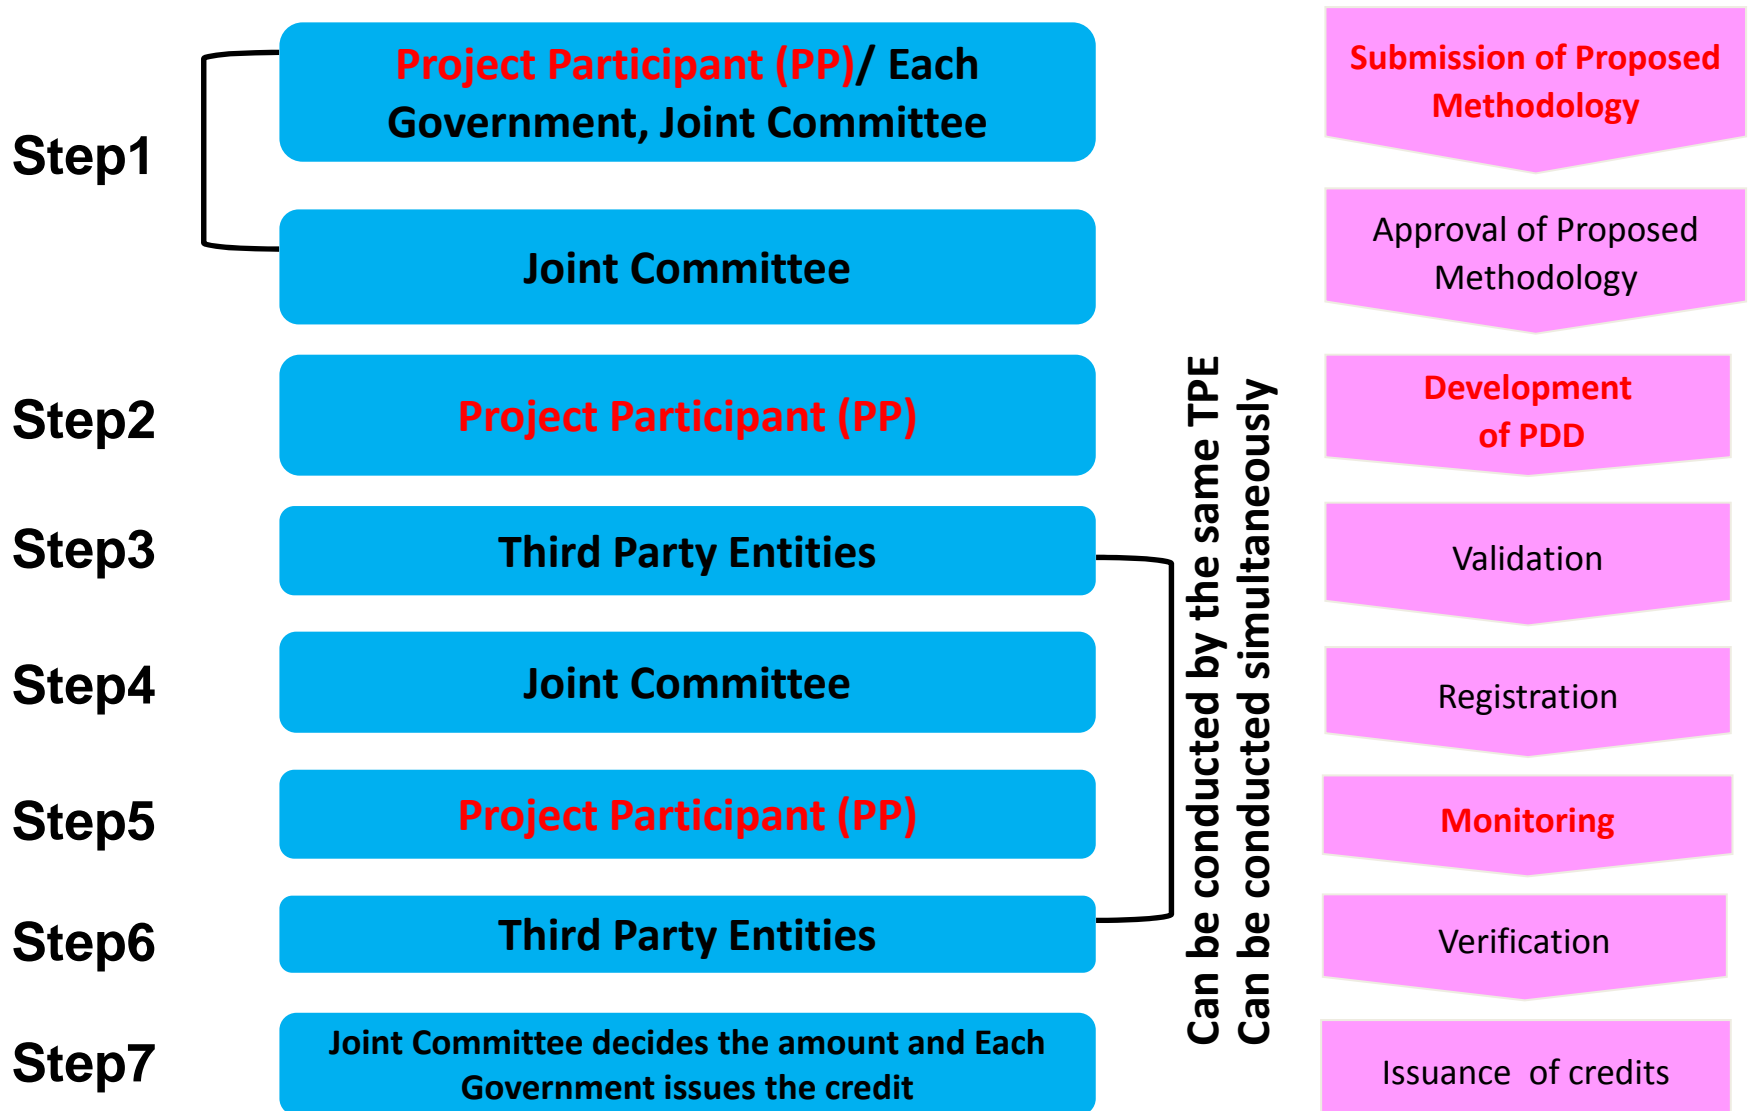 Step1
Project Participant (PP)/ Each
Government, Joint Committee
Submission of Proposed
Methodology
Joint Committee
Approval of Proposed
Methodology
Step2
Project Participant (PP)
Development
of PDD
Step3
Third Party Entities
Validation
Can be conducted by the same TPE
Can be conducted simultaneously
Step4
Joint Committee
Registration
Step5
Project Participant (PP)
Monitoring
Step6
Third Party Entities
Verification
Step7
Joint Committee decides the amount and Each
Government issues the credit
Issuance of credits